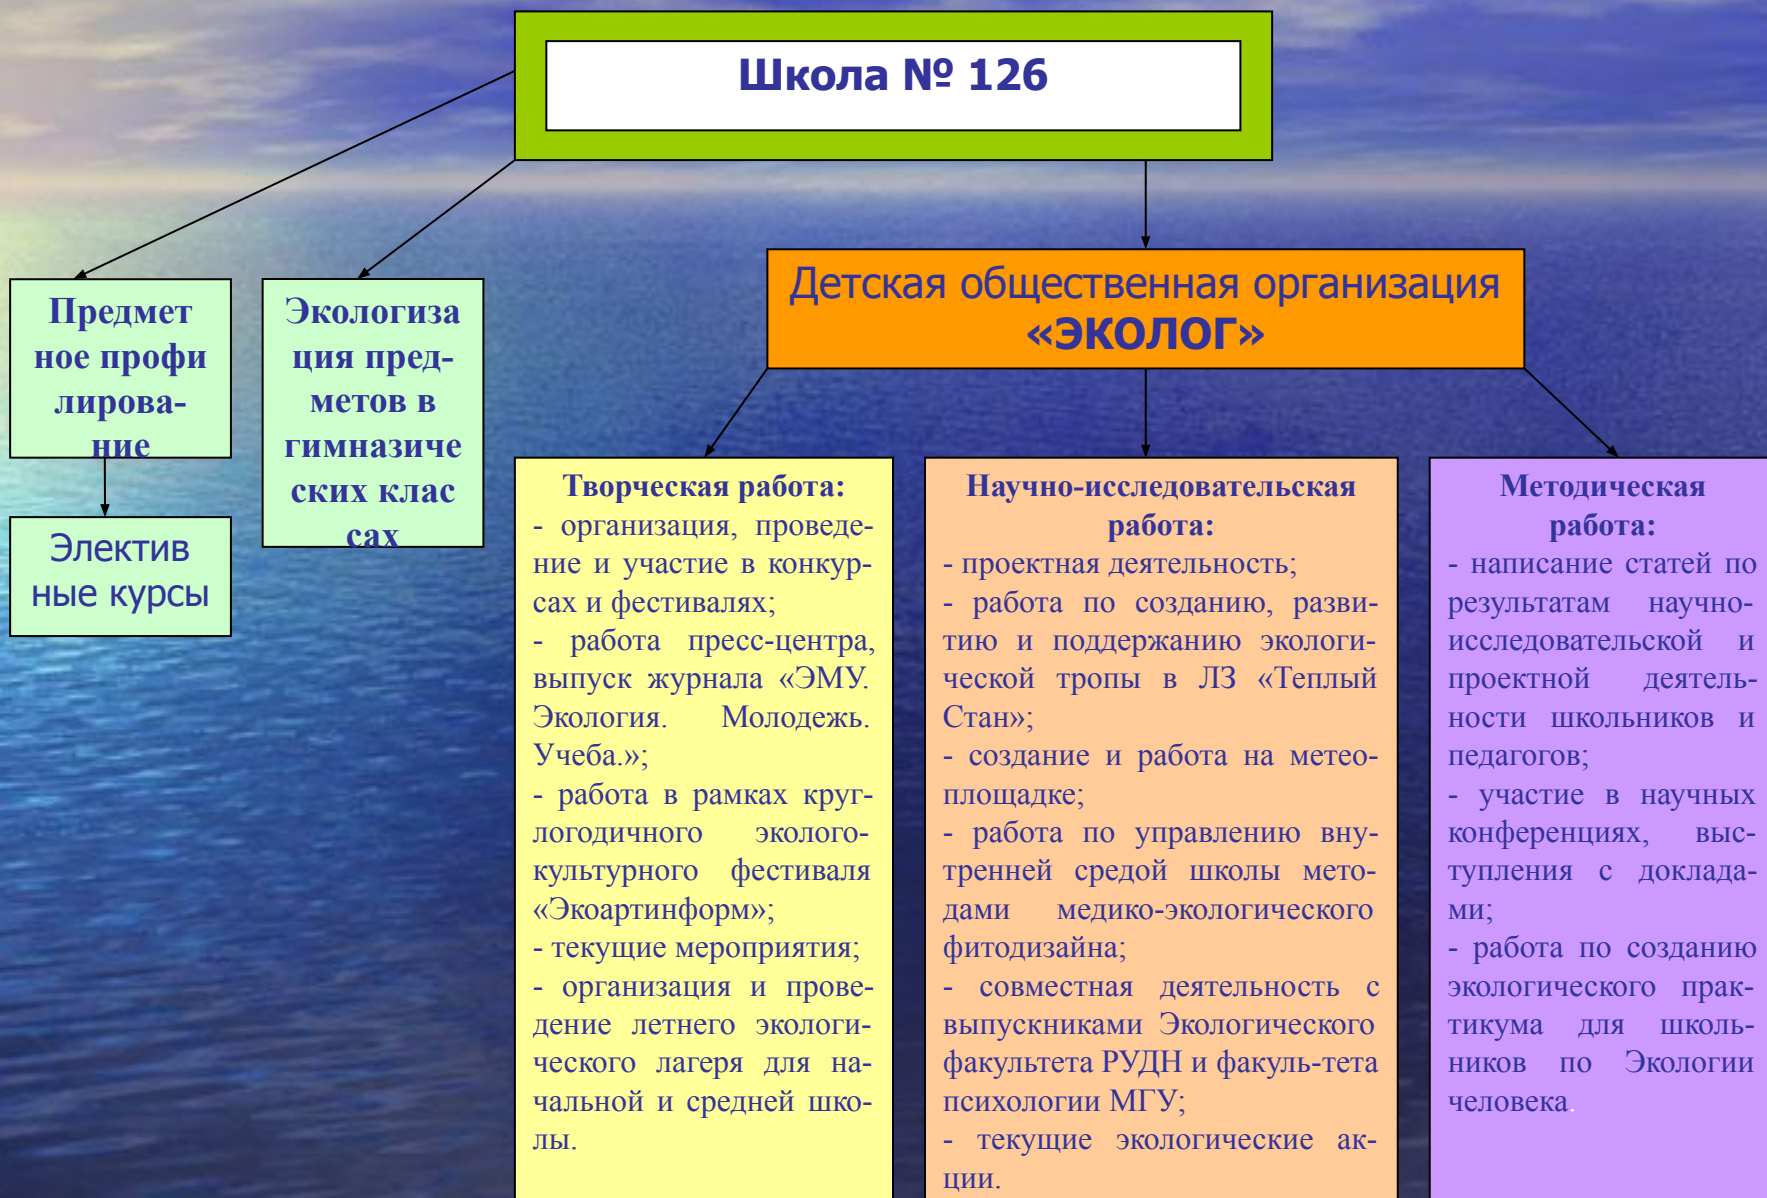 Школа № 126
Детская общественная организация
«ЭКОЛОГ»
Предмет
ное профи
лирова-
ние
Электив
ные курсы
Экологиза
ция пред-
метов в
гимназиче
ских клас
сах
Творческая работа:
- организация, проведе-
ние и участие в конкур-
сах и фестивалях;
- работа пресс-центра,
выпуск журнала «ЭМУ.
Экология. Молодежь.
Учеба.»;
- работа в рамках круг-
логодичного эколого-
культурного фестиваля
«Экоартинформ»;
- текущие мероприятия;
- организация и прове-
дение летнего экологи-
ческого лагеря для на-
чальной и средней шко-
лы.
Научно-исследовательская
работа:
- проектная деятельность;
- работа по созданию, разви-
тию и поддержанию экологи-
ческой тропы в ЛЗ «Теплый
Стан»;
- создание и работа на метео-
площадке;
- работа по управлению вну-
тренней средой школы мето-
дами медико-экологического
фитодизайна;
- совместная деятельность с
выпускниками Экологического
факультета РУДН и факуль-тета
психологии МГУ;
- текущие экологические ак-
ции.
Методическая
работа:
- написание статей по
результатам научно-
исследовательской и
проектной деятель-
ности школьников и
педагогов;
- участие в научных
конференциях, выс-
тупления с доклада-
ми;
- работа по созданию
экологического прак-
тикума для школь-
ников по Экологии
человека.